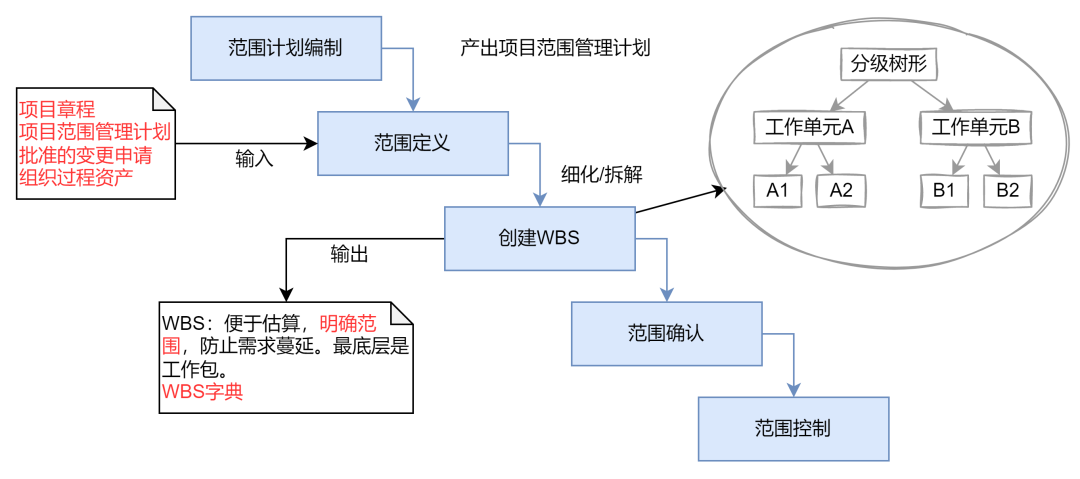 范围计划编制
产出项目范围管理计划
分级树形
项目章程
项目范围管理计划
批准的变更申请
组织过程资产
输入
范围定义
工作单元A
工作单元B
细化/拆解
A1
A2
B1
B2
创建WBS
输出
WBS：便于估算，明确范
围，防止需求蔓延。最底层是
工作包。
WBS字典
范围确认
范围控制